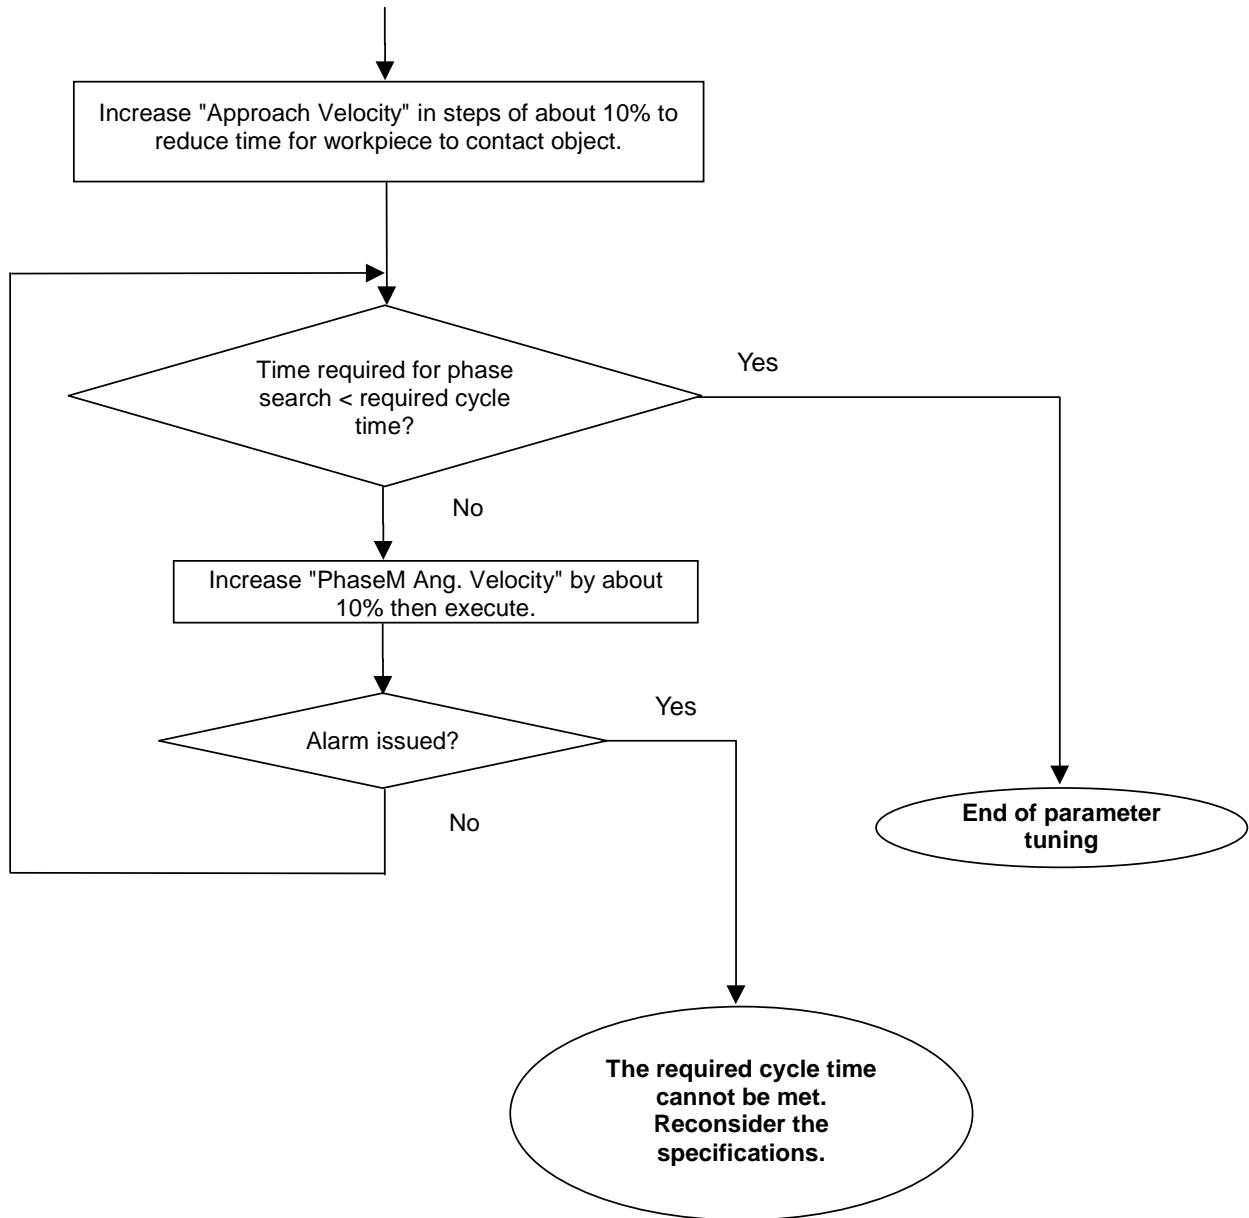 Increase "Approach Velocity" in steps of about 10% to
reduce time for workpiece to contact object.
Time required for phase
search < required cycle
time?
Yes
No
Increase "PhaseM Ang. Velocity" by about
10% then execute.
Alarm issued?
Yes
No
End of parameter
tuning
The required cycle time
cannot be met.
Reconsider the
specifications.